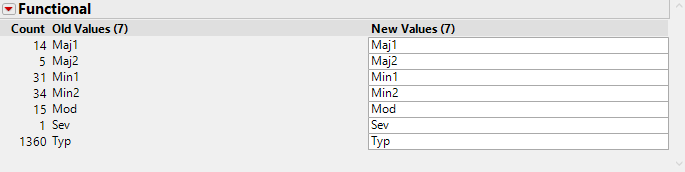 Functional
Count Old Values (7) New Values (7)
14 Maj1 Maj1
5 Maj2 Maj2
31 Min1 Min1
34 Min2 Min2
15 Mod Mod
1 Sev Sev
1360 Typ Typ